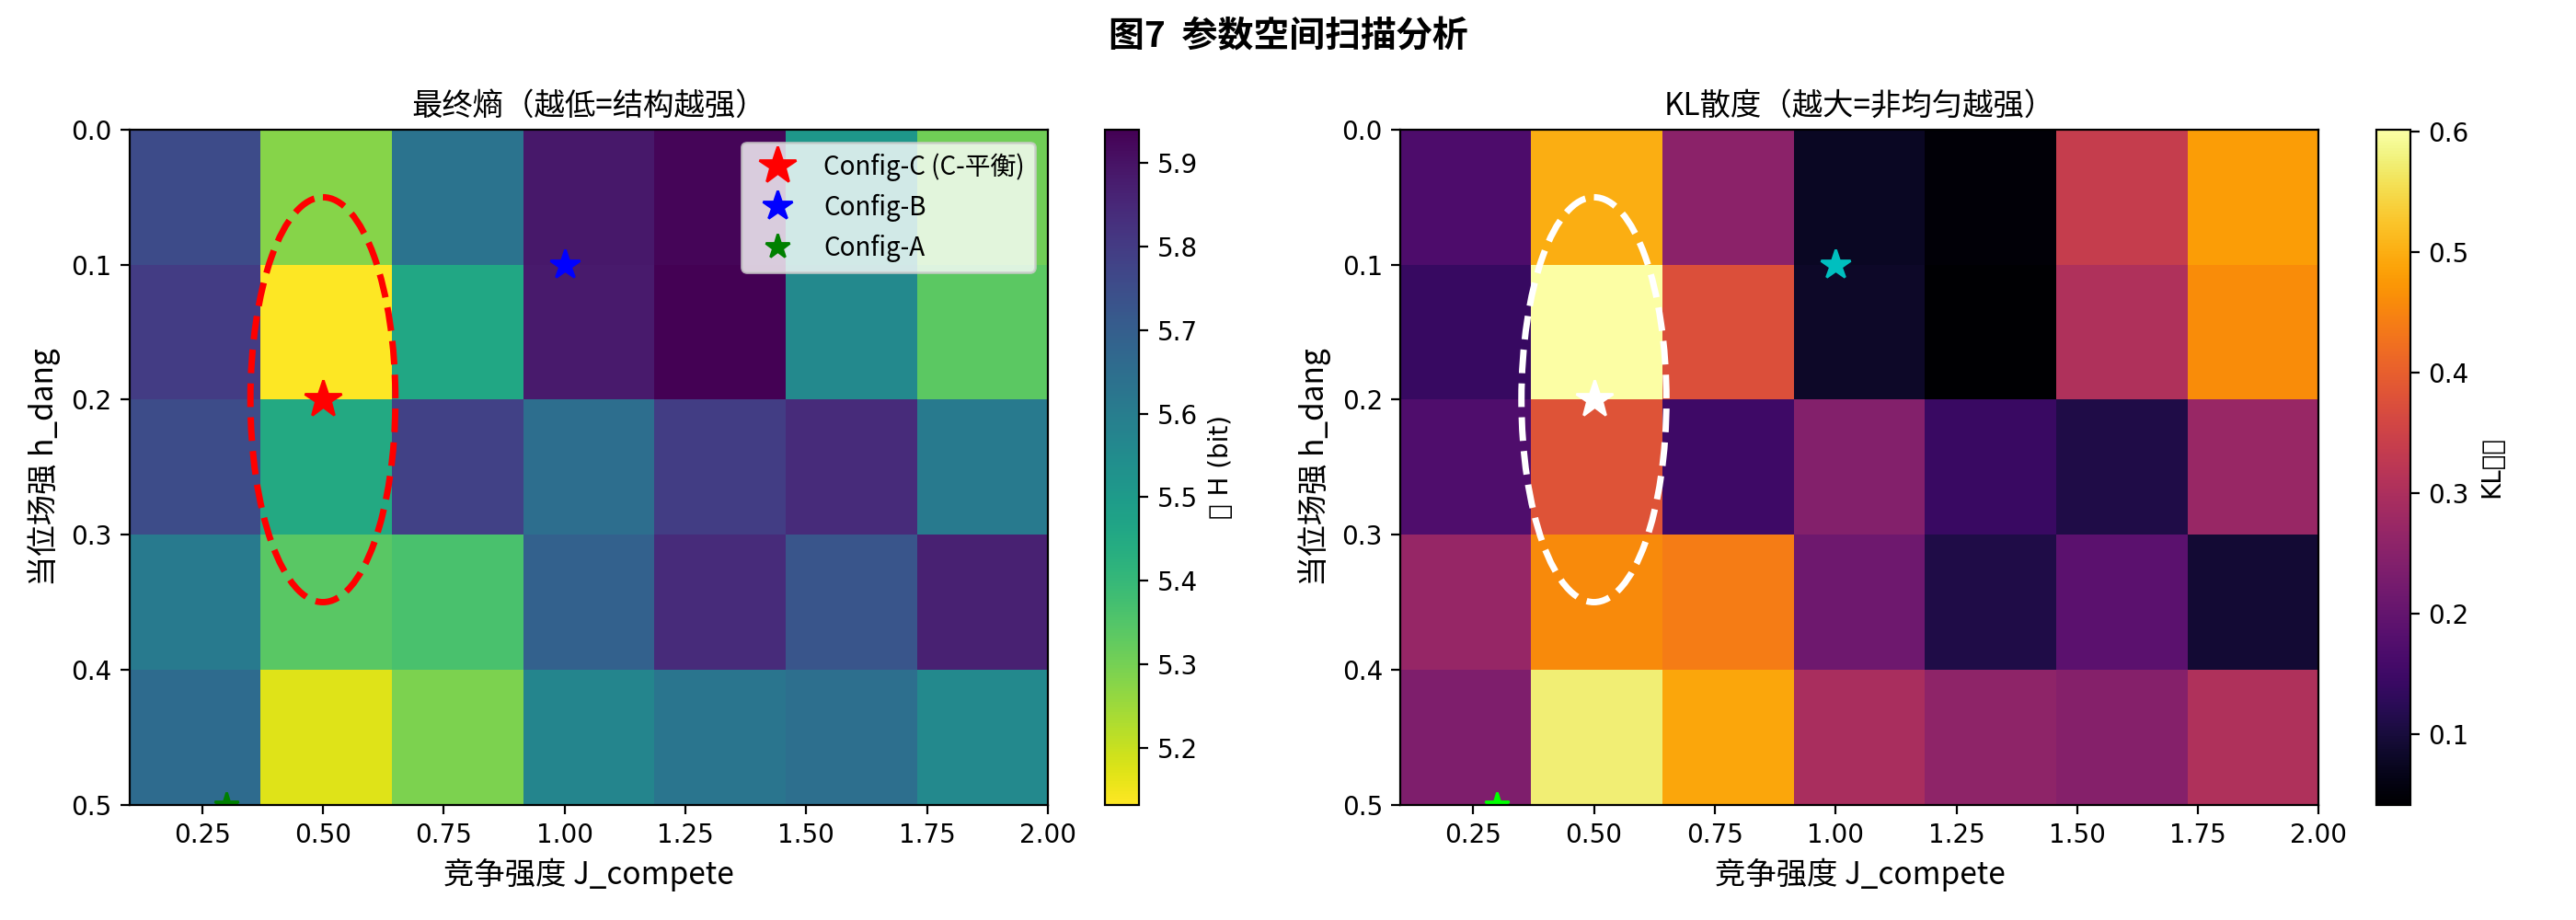 图7 参数空间扫描分析
最终熵（越低=结构越强）
0.0
0.1
0.2
0.3
0.4
0.5
当位场强 h_dang
0.25 0.50 0.75 1.00 1.25 1.50 1.75 2.00
竞争强度 J_compete
Config-C (C-平衡)
Config-B
Config-A
5.9
5.8
5.7
5.6
5.5
5.4
5.3
5.2
H (bit)
KL散度（越大=非均匀越强）
0.0
0.1
0.2
0.3
0.4
0.5
当位场强 h_dang
0.25 0.50 0.75 1.00 1.25 1.50 1.75 2.00
竞争强度 J_compete
0.6
0.5
0.4
0.3
0.2
0.1
KL